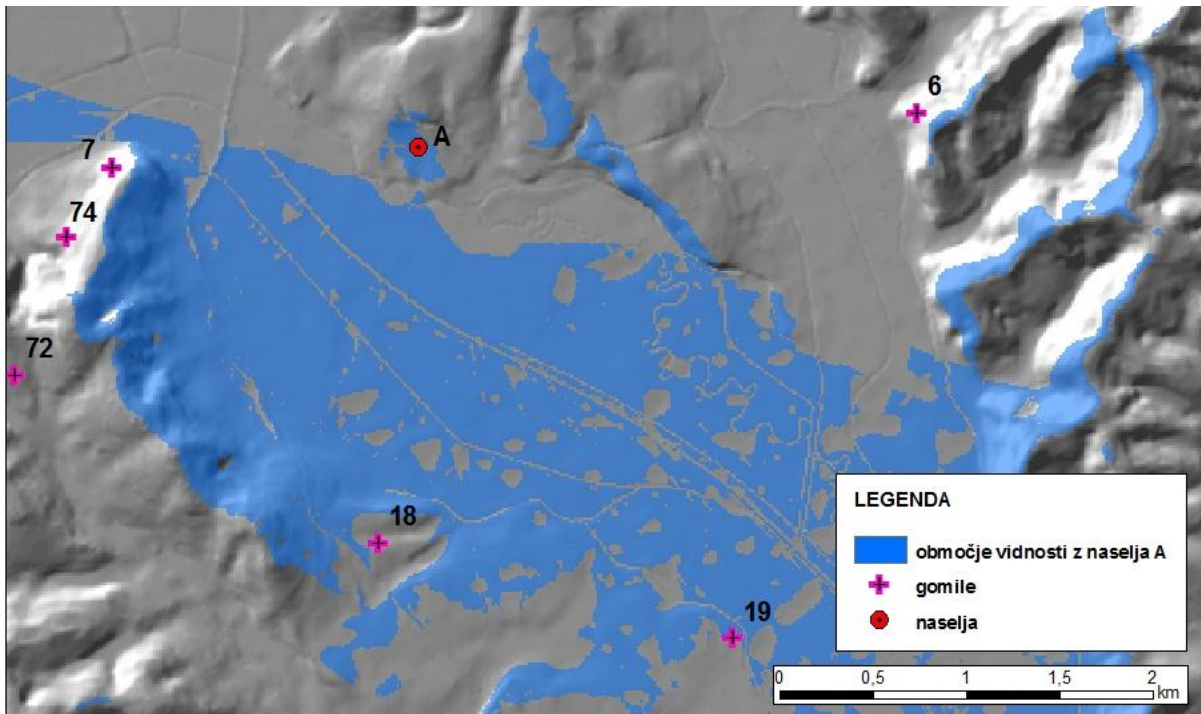 6
A
7
74
72
18
19
LEGENDA
območje vidnosti z naselja A
gomile
naselja
0 0,5 1 1,5 2
km